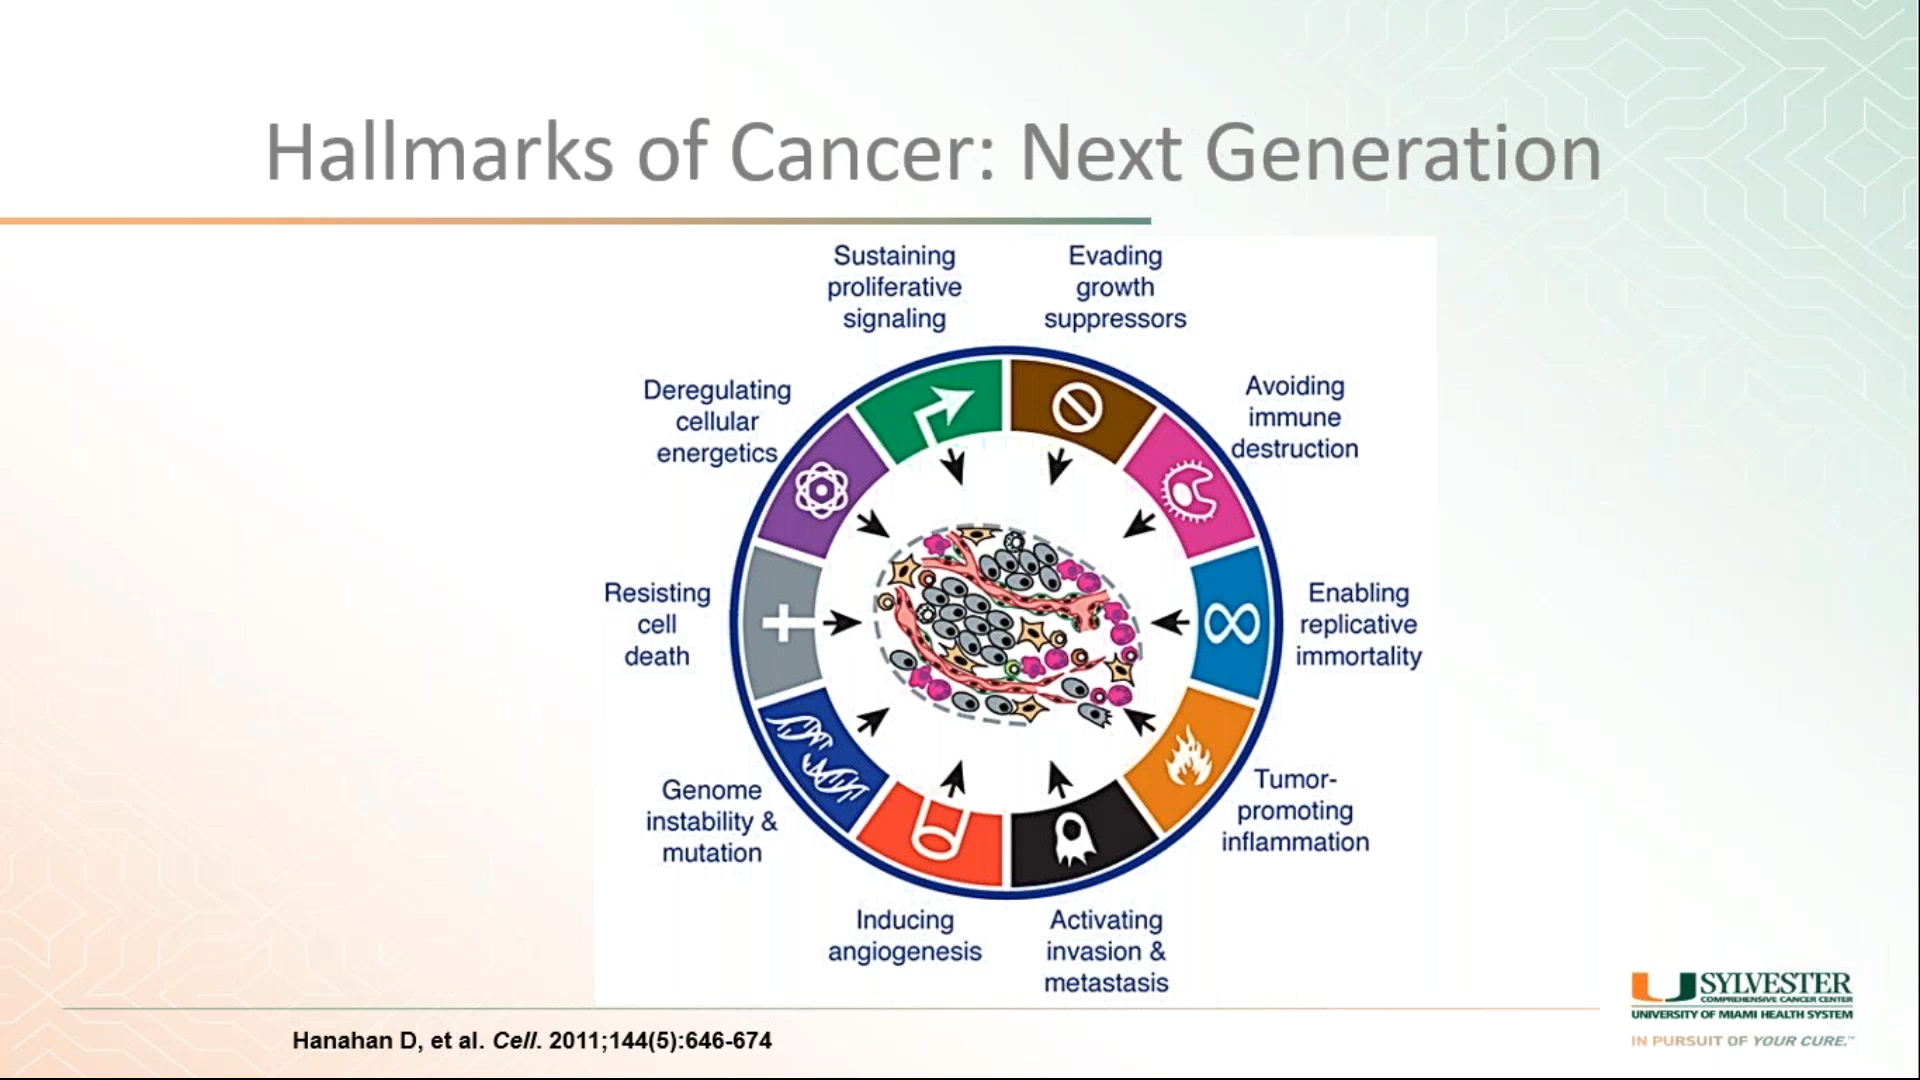 Hallmarks of Cancer: Next Generation
Sustaining
proliferative
signaling
Evading
growth
suppressors
Deregulating
cellular
energetics
Avoiding
immune
destruction
Resisting
cell
death
Enabling
replicative
immortality
Genome
instability &
mutation
Tumor-
promoting
inflammation
Inducing
angiogenesis
Activating
invasion &
metastasis
Hanahan D, et al. Cell. 2011;144(5):646-674
U SYLVESTER
COMPREHENSIVE CANCER CENTER
UNIVERSITY OF MIAMI HEALTH SYSTEM
IN PURSUIT OF YOUR CURE.™